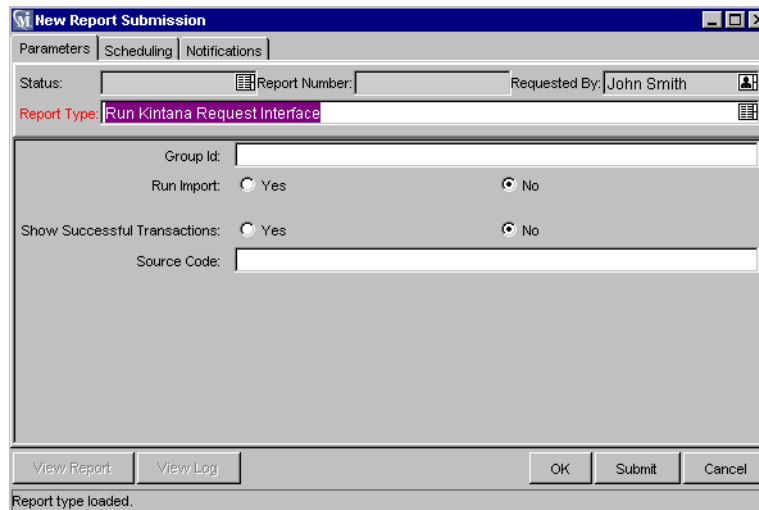 New Report Submission
Parameters Scheduling Notifications
Status: Report Number: Requested By: John Smith
Report Type: Run Kintana Request Interface
Group Id:
Run Import: Yes No
Show Successful Transactions: Yes No
Source Code:
View Report View Log OK Submit Cancel
Report type loaded.